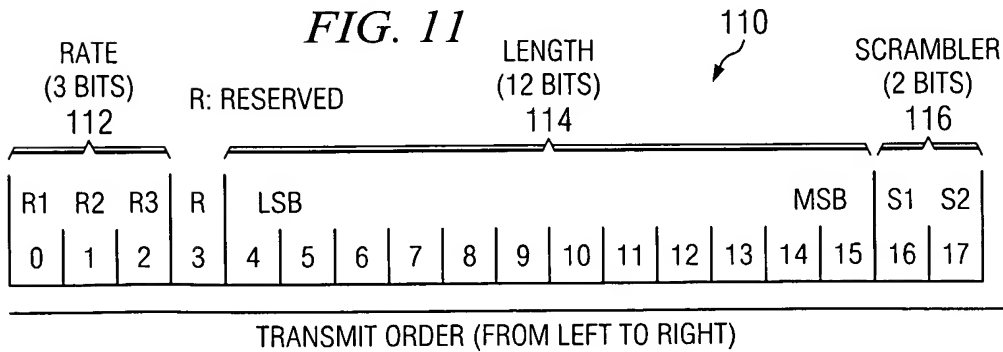 FIG. 11
110
RATE
(3 BITS)
112
R: RESERVED
LENGTH
(12 BITS)
114
SCRAMBLER
(2 BITS)
116
R1 R2 R3 R LSB MSB S1 S2
0 1 2 3 4 5 6 7 8 9 10 11 12 13 14 15 16 17
TRANSMIT ORDER (FROM LEFT TO RIGHT)